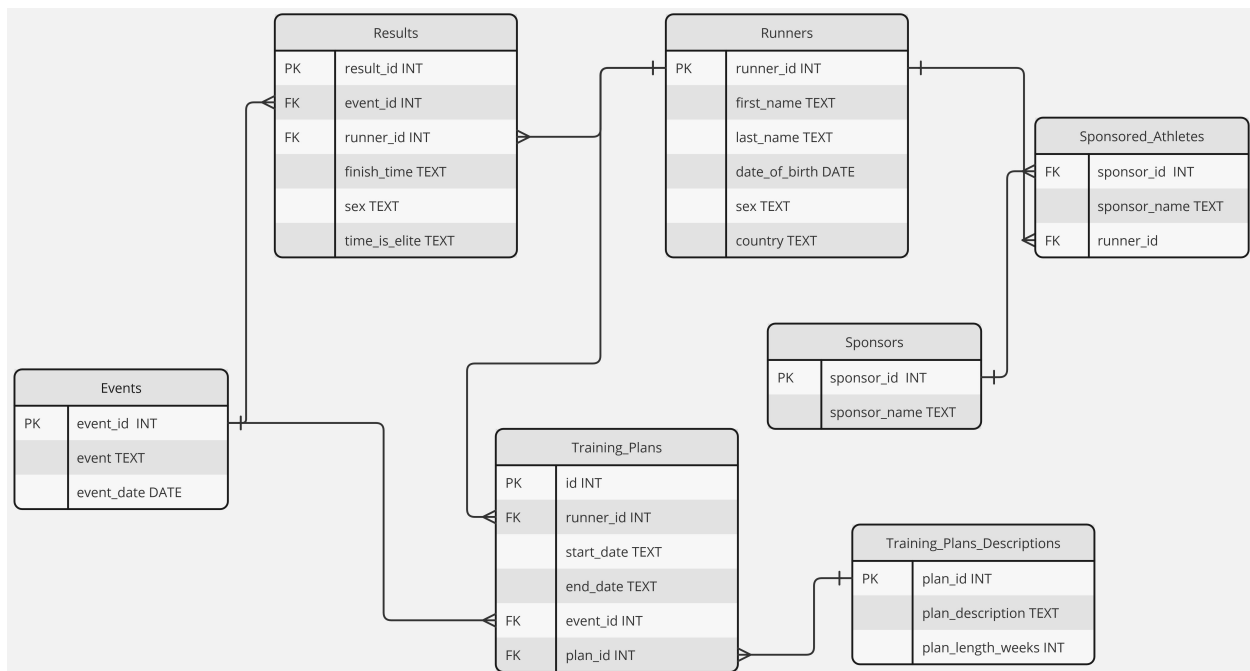 Results
PK result_id INT
FK event_id INT
FK runner_id INT
finish_time TEXT
sex TEXT
time_is_elite TEXT
Runners
PK runner_id INT
first_name TEXT
last_name TEXT
date_of_birth DATE
sex TEXT
country TEXT
Sponsored_Athletes
FK sponsor_id INT
sponsor_name TEXT
FK runner_id
Sponsors
PK sponsor_id INT
sponsor_name TEXT
Events
PK event_id INT
event TEXT
event_date DATE
Training_Plans
PK id INT
FK runner_id INT
start_date TEXT
end_date TEXT
FK event_id INT
FK plan_id INT
Training_Plans_Descriptions
PK plan_id INT
plan_description TEXT
plan_length_weeks INT